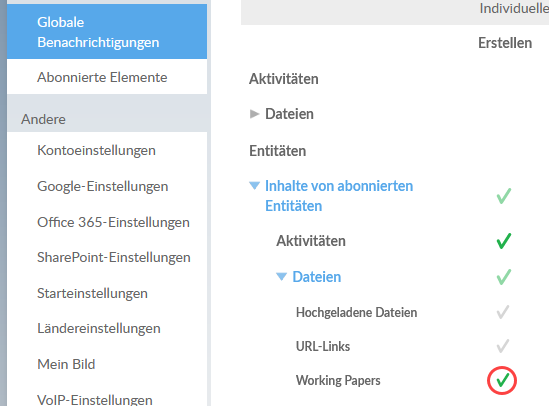 Globale
Benachrichtigungen
Abonnierte Elemente
Andere
Kontoeinstellungen
Google-Einstellungen
Office 365-Einstellungen
SharePoint-Einstellungen
Starteinstellungen
Ländereinstellungen
Mein Bild
VoIP-Einstellungen
Individuelle
Erstellen
Aktivitäten
Dateien
Entitäten
Inhalte von abonnierten
Entitäten
Aktivitäten
Dateien
Hochgeladene Dateien
URL-Links
Working Papers